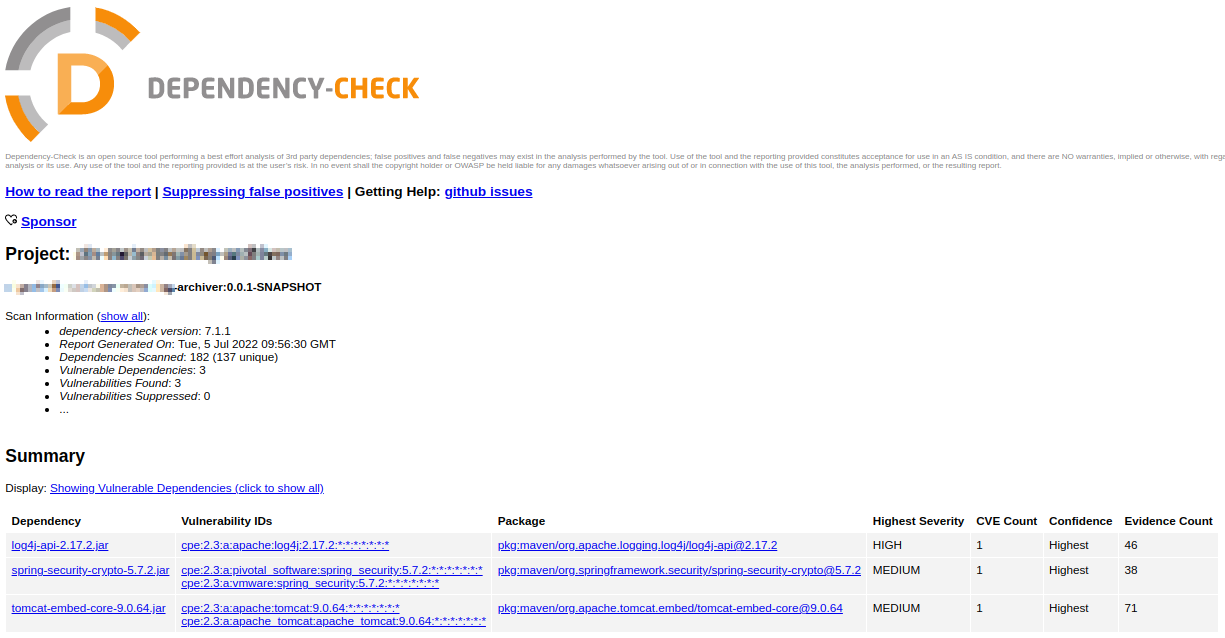 DEPENDENCY-CHECK
Dependency-Check is an open source tool performing a best effort analysis of 3rd party dependencies; false positives and false negatives may exist in the analysis performed by the tool. Use of the tool and the reporting provided constitutes acceptance for use in an AS IS condition, and there are NO warranties, implied or otherwise, with
analysis or its use. Any use of the tool and the reporting provided is at the user's risk. In no event shall the copyright holder or OWASP be held liable for any damages whatsoever arising out of or in connection with the use of this tool, the analysis performed, or the resulting report.
How to read the report | Suppressing false positives | Getting Help: github issues
Sponsor
Project:
-archiver:0.0.1-SNAPSHOT
Scan Information (show all):
dependency-check version: 7.1.1
Report Generated On: Tue, 5 Jul 2022 09:56:30 GMT
Dependencies Scanned: 182 (137 unique)
Vulnerable Dependencies: 3
Vulnerabilities Found: 3
Vulnerabilities Suppressed: 0
...
Summary
Display: Showing Vulnerable Dependencies (click to show all)
Dependency Vulnerability IDs Package Highest Severity CVE Count Confidence Evidence Count
log4j-api-2.17.2.jar cpe:2.3:a:apache:log4j:2.17.2:*:*:*:*:*:*:* pkg:maven/org.apache.logging.log4j/log4j-api@2.17.2 HIGH 1 Highest 46
spring-security-crypto-5.7.2.jar cpe:2.3:a:pivotal_software:spring_security:5.7.2:*:*:*:*:*:*:* pkg:maven/org.springframework.security/spring-security-crypto@5.7.2 MEDIUM 1 Highest 38
cpe:2.3:a:vmware:spring_security:5.7.2:*:*:*:*:*:*:*
tomcat-embed-core-9.0.64.jar cpe:2.3:a:apache:tomcat:9.0.64:*:*:*:*:*:*:* pkg:maven/org.apache.tomcat.embed/tomcat-embed-core@9.0.64 MEDIUM 1 Highest 71
cpe:2.3:a:apache_tomcat:apache_tomcat:9.0.64:*:*:*:*:*:*:*